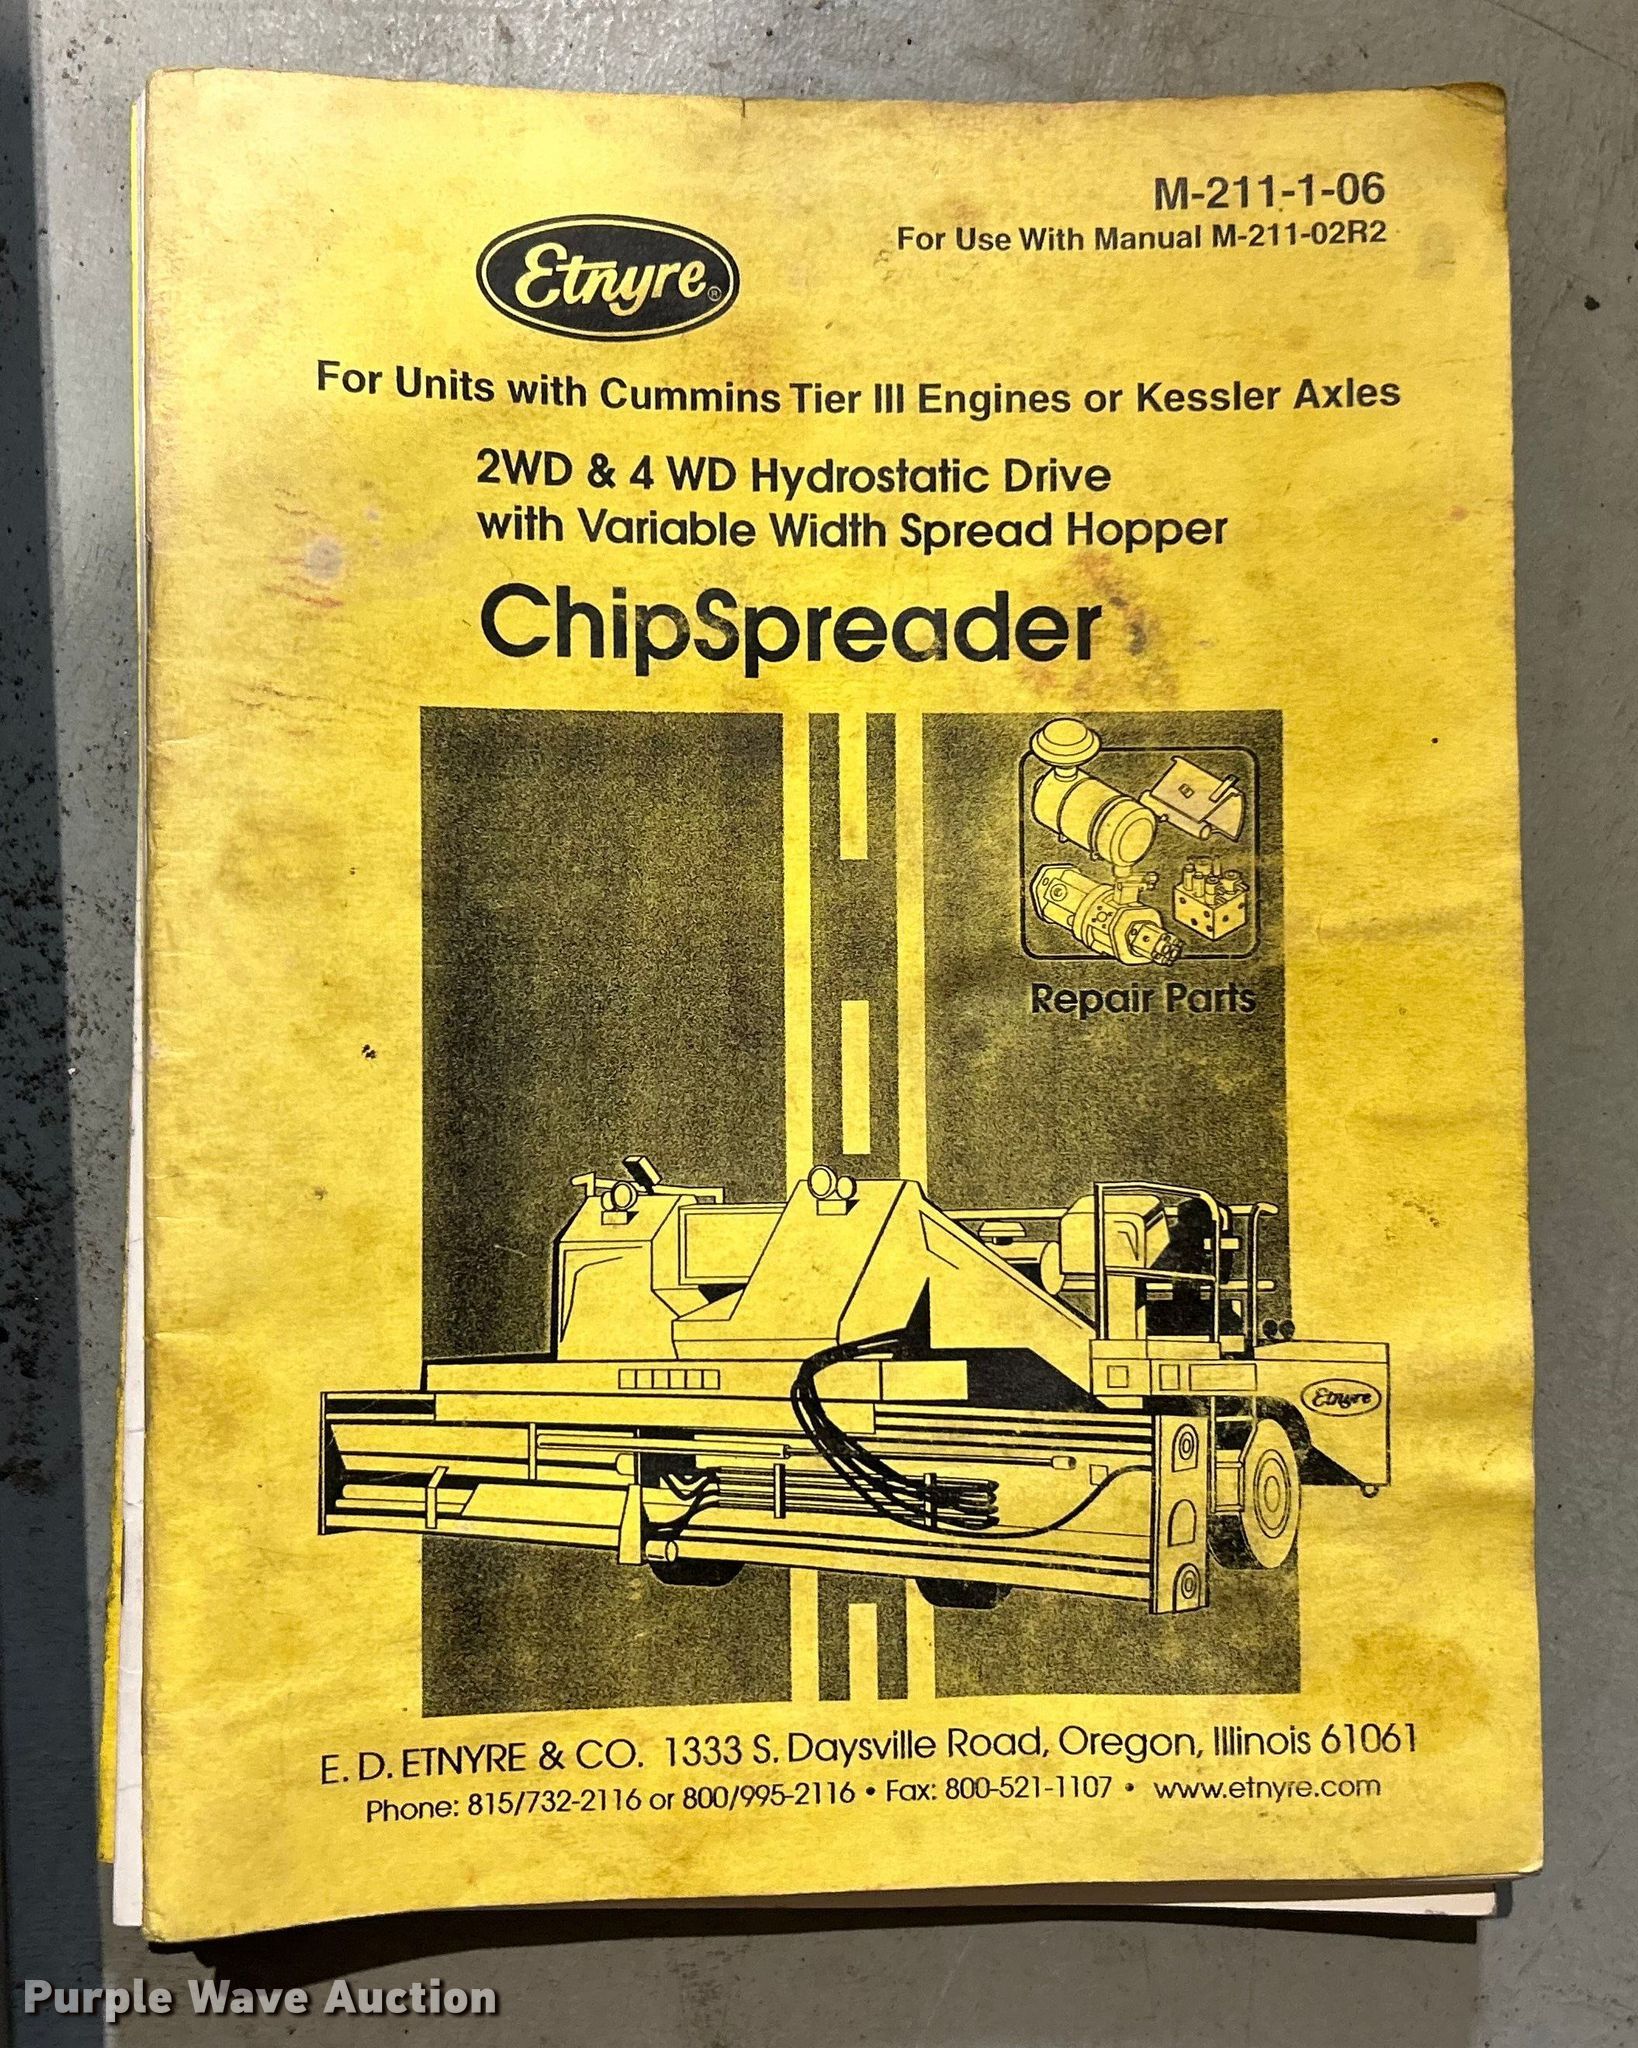 M-211-1-06
For Use With Manual M-211-02R2
Etnyre®
For Units with Cummins Tier III Engines or Kessler Axles
2WD & 4 WD Hydrostatic Drive
with Variable Width Spread Hopper
ChipSpreader
Repair Parts
Etnyre
E. D. ETNYRE & CO. 1333 S. Daysville Road, Oregon, Illinois 61061
Phone: 815/732-2116 or 800/995-2116 • Fax: 800-521-1107 • www.etnyre.com
Purple Wave Auction